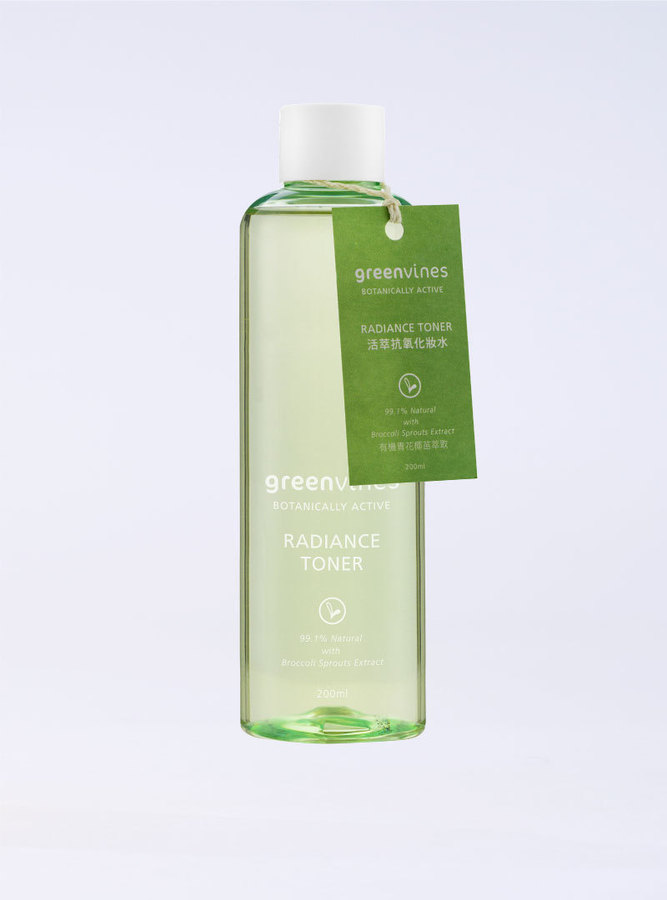 greenvines
BOTANICALLY ACTIVE
RADIANCE TONER
活萃抗氧化妝水
99.1% Natural
with
Broccoli Sprouts Extract
有機青花椰苗萃取
200ml
greenvines
BOTANICALLY ACTIVE
RADIANCE
TONER
99.1% Natural
with
Broccoli Sprouts Extract
200ml